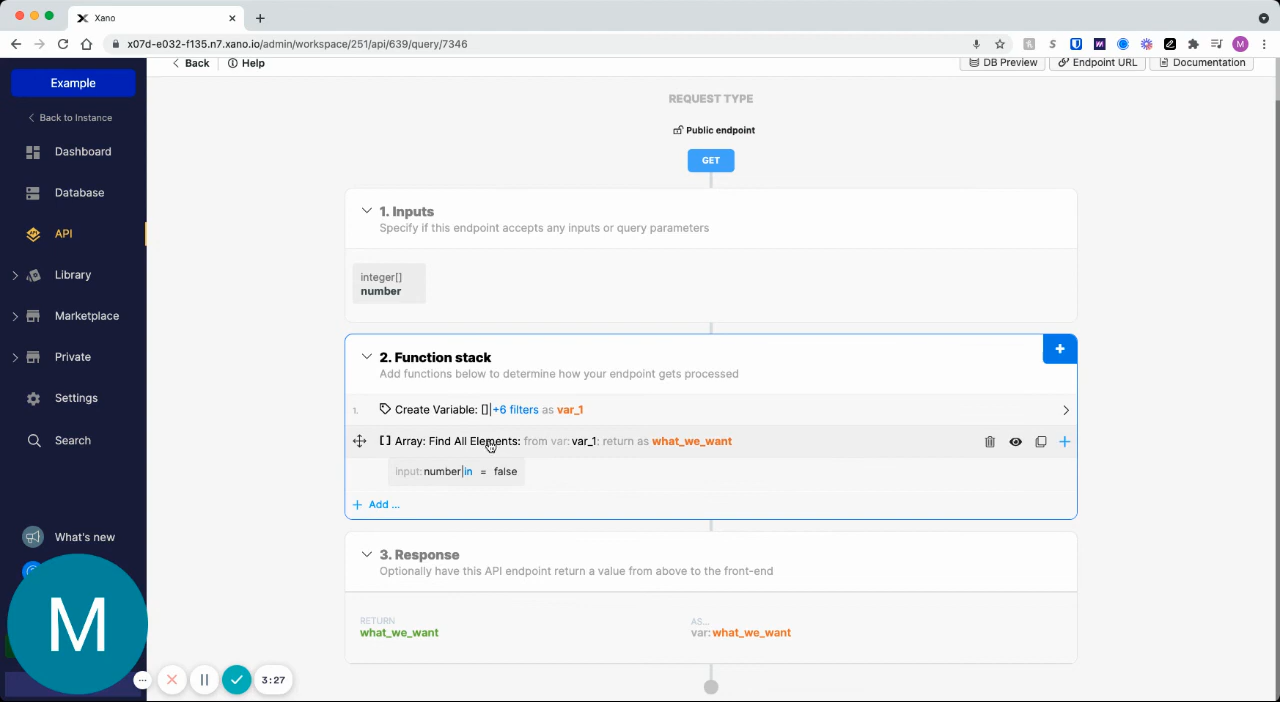 Xano
x07d-e032-f135.n7.xano.io/admin/workspace/251/api/639/query/7346
M
Example
Back to Instance
Dashboard
Database
API
Library
Marketplace
Private
Settings
Search
What's new
M
3:27
Back
Help
DB Preview
Endpoint URL
Documentation
REQUEST TYPE
Public endpoint
GET
1. Inputs
Specify if this endpoint accepts any inputs or query parameters
integer[]
number
2. Function stack
Add functions below to determine how your endpoint gets processed
1. Create Variable: []|+6 filters as var_1
[] Array: Find All Elements: from var: var_1: return as what_we_want
input:number|in = false
+ Add ...
3. Response
Optionally have this API endpoint return a value from above to the front-end
RETURN AS...
what_we_want var: what_we_want